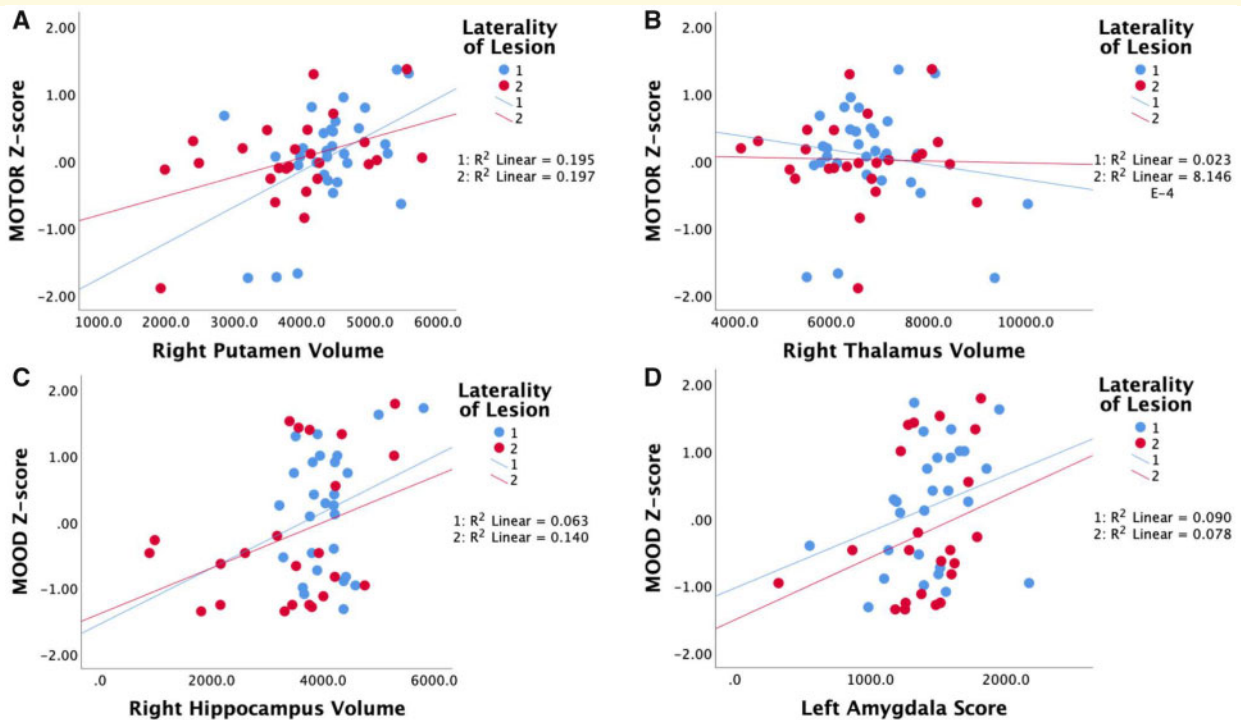 A
2.00
1.00
.00
−1.00
−2.00
MOTOR Z-score
1000.0 2000.0 3000.0 4000.0 5000.0 6000.0
Right Putamen Volume
Laterality
of Lesion
1
2
1
2
1: R² Linear = 0.195
2: R² Linear = 0.197
B
2.00
1.00
.00
−1.00
−2.00
MOTOR Z-score
4000.0 6000.0 8000.0 10000.0
Right Thalamus Volume
Laterality
of Lesion
1
2
1
2
1: R² Linear = 0.023
2: R² Linear = 8.146
E−4
C
2.00
1.00
.00
−1.00
−2.00
MOOD Z-score
.0 2000.0 4000.0 6000.0
Right Hippocampus Volume
Laterality
of Lesion
1
2
1
2
1: R² Linear = 0.063
2: R² Linear = 0.140
D
2.00
1.00
.00
−1.00
−2.00
MOOD Z-score
.0 1000.0 2000.0
Left Amygdala Score
Laterality
of Lesion
1
2
1
2
1: R² Linear = 0.090
2: R² Linear = 0.078